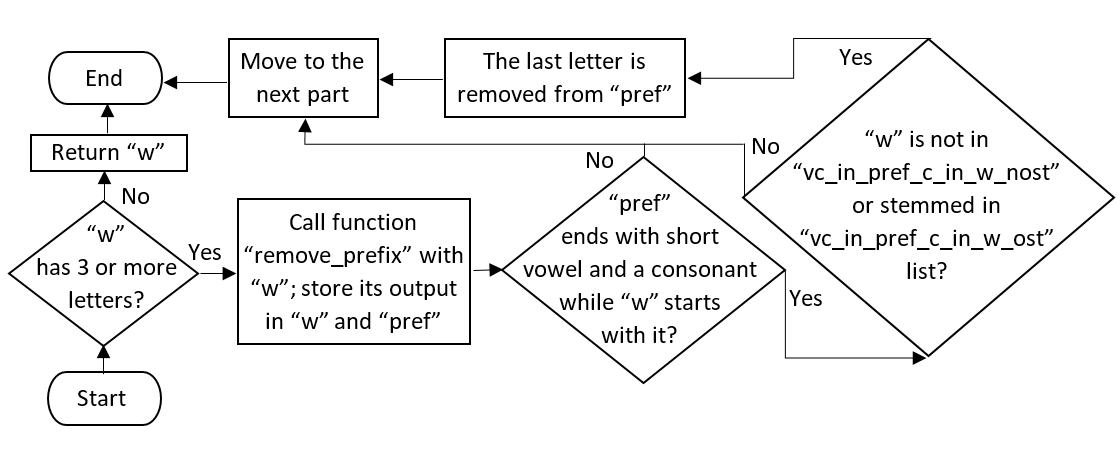 End
Move to the
next part
The last letter is
removed from “pref”
Yes
“w” is not in
“vc_in_pref_c_in_w_nost”
or stemmed in
“vc_in_pref_c_in_w_ost”
list?
No
Return “w”
No
“w”
has 3 or more
letters?
Yes
Call function
“remove_prefix” with
“w”; store its output
in “w” and “pref”
No
“pref”
ends with short
vowel and a consonant
while “w” starts
with it?
Yes
Start